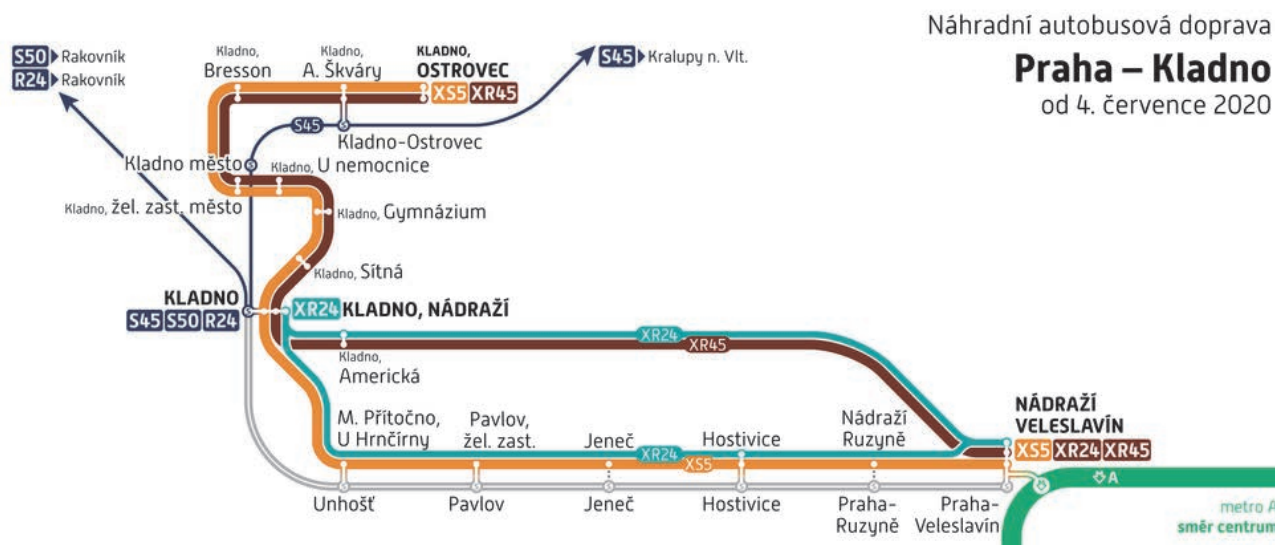 Náhradní autobusová doprava
Praha – Kladno
od 4. července 2020
S50 Rakovník
R24 Rakovník
Kladno,
Bresson
Kladno,
A. Škváry
KLADNO,
OSTROVEC
XS5 XR45
S45 Kralupy n. Vlt.
S45
Kladno-Ostrovec
Kladno město
Kladno, U nemocnice
Kladno, žel. zast. město
Kladno, Gymnázium
Kladno, Sítná
KLADNO
S45 S50 R24
XR24 KLADNO, NÁDRAŽÍ
XR24
XR45
Kladno,
Americká
M. Přítočno,
U Hrnčírny
Pavlov,
žel. zast.
Jeneč
Hostivice
Nádraží
Ruzyně
NÁDRAŽÍ
VELESLAVÍN
XS5 XR24 XR45
XR24
XS5
A
Unhošť
Pavlov
Jeneč
Hostivice
Praha-
Ruzyně
Praha-
Veleslavín
metro A
směr centrum